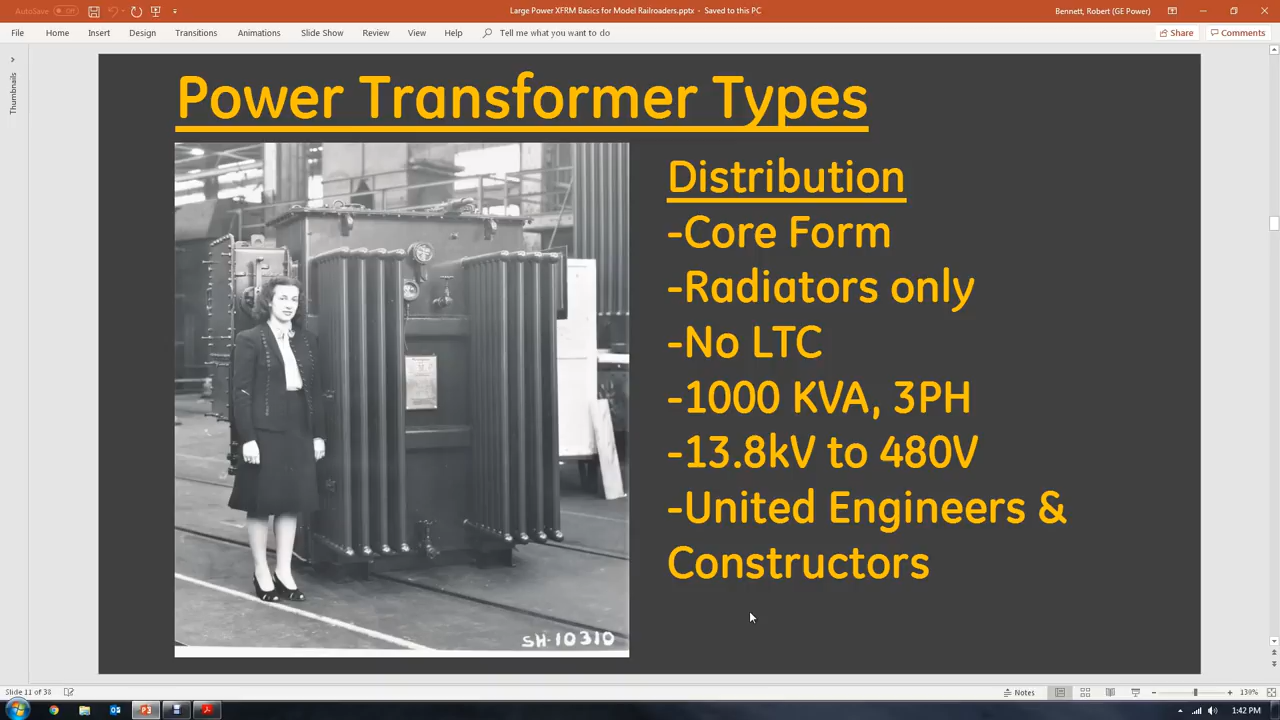 AutoSave Off
Large Power XFRM Basics for Model Railroaders.pptx - Saved to this PC
Bennett, Robert (GE Power)
File Home Insert Design Transitions Animations Slide Show Review View Help Tell me what you want to do
Share Comments
Thumbnails
Power Transformer Types
Distribution
-Core Form
-Radiators only
-No LTC
-1000 KVA, 3PH
-13.8kV to 480V
-United Engineers &
Constructors
SH-10310
Slide 11 of 38
Notes
130%
1:42 PM